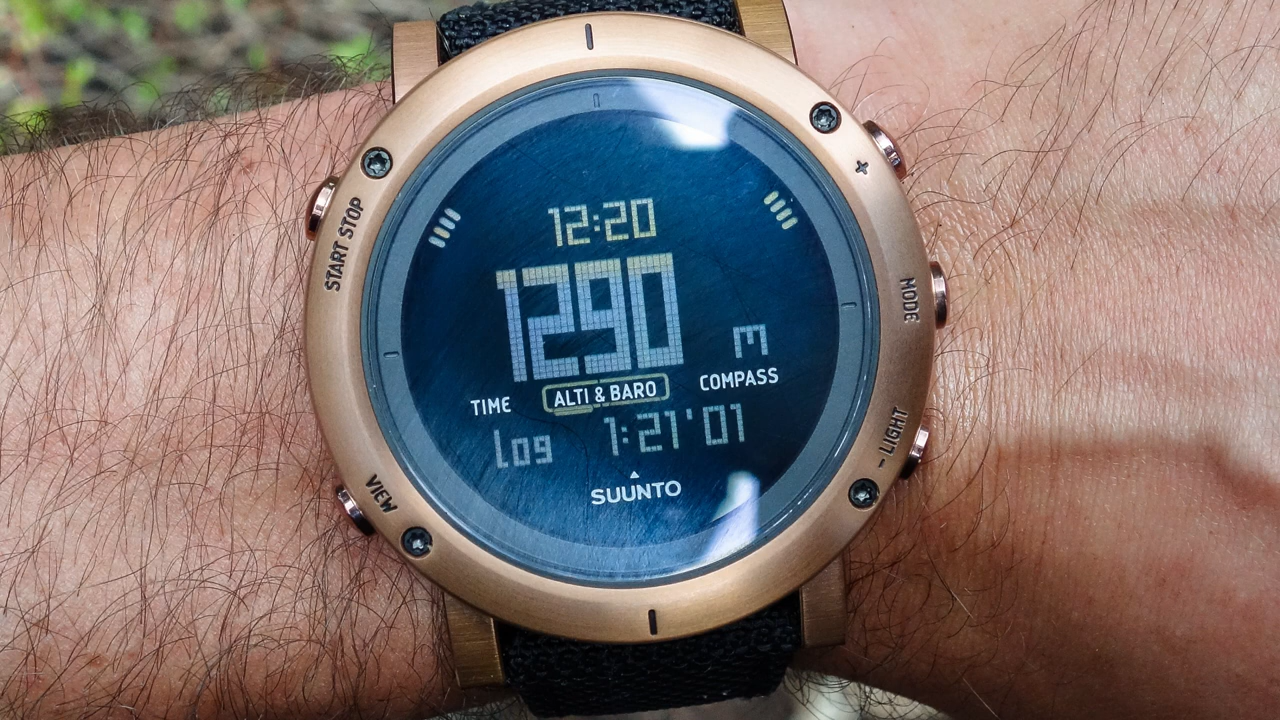 START STOP
+
12:20
1290
MODE
m
TIME
ALTI & BARO
COMPASS
Log 1:21'01
- LIGHT
VIEW
SUUNTO